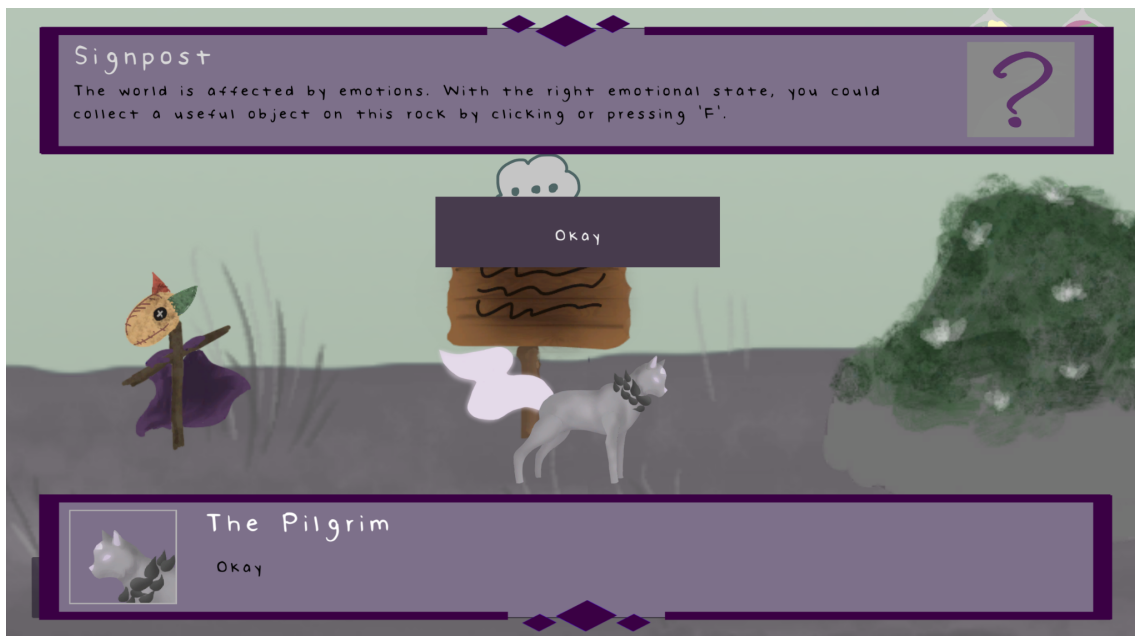 Signpost
The world is affected by emotions. With the right emotional state, you could
collect a useful object on this rock by clicking or pressing 'F'.
?
Okay
The Pilgrim
Okay